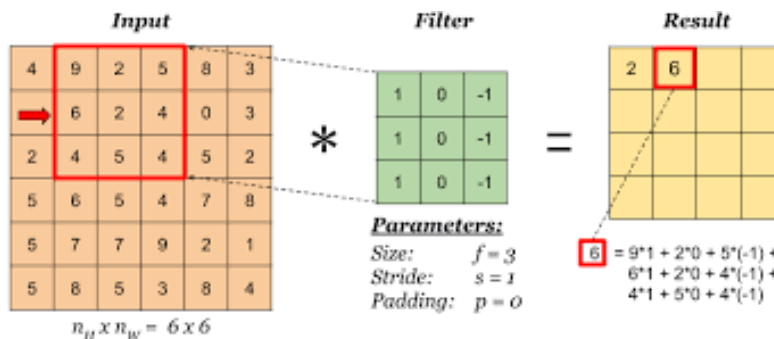 Input Filter Result
4 9 2 5 8 3
6 2 4 0 3
2 4 5 4 5 2
5 6 5 4 7 8
5 7 7 9 2 1
5 8 5 3 8 4
n_H x n_W = 6 x 6
*
1 0 -1
1 0 -1
1 0 -1
Parameters:
Size: f = 3
Stride: s = 1
Padding: p = 0
=
2 6
6 = 9*1 + 2*0 + 5*(-1) +
6*1 + 2*0 + 4*(-1) +
4*1 + 5*0 + 4*(-1)